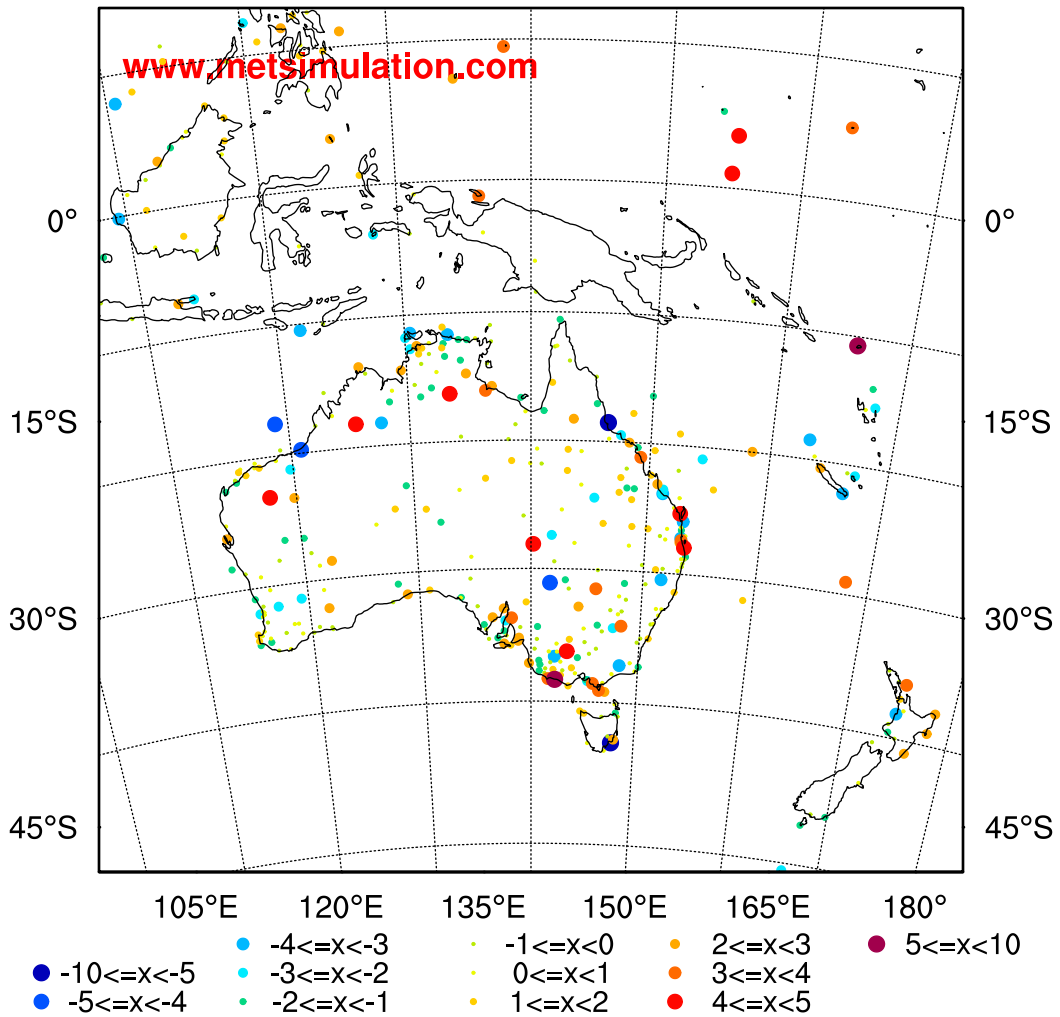 www.metsimulation.com
0° 0°
15°S 15°S
30°S 30°S
45°S 45°S
105°E 120°E 135°E 150°E 165°E 180°
-4<=x<-3 -1<=x<0 2<=x<3 5<=x<10
-10<=x<-5 -3<=x<-2 0<=x<1 3<=x<4
-5<=x<-4 -2<=x<-1 1<=x<2 4<=x<5